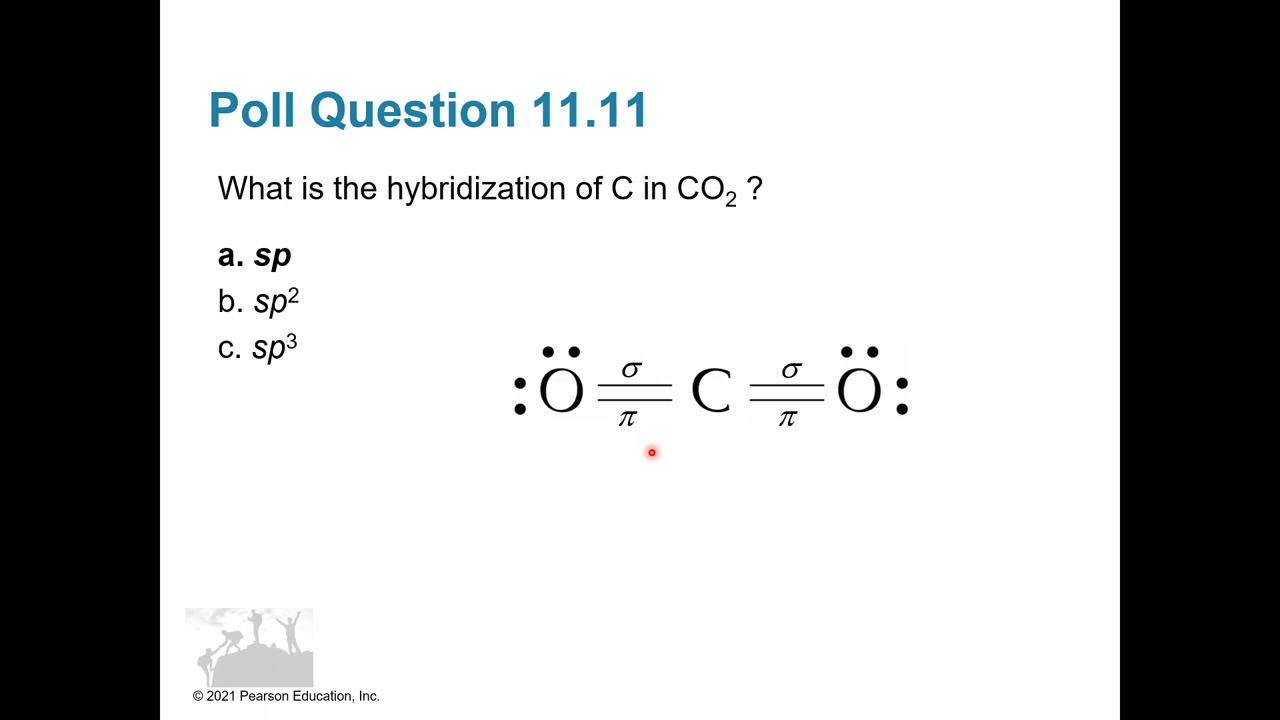 Poll Question 11.11
What is the hybridization of C in CO₂ ?
a. sp
b. sp²
c. sp³
σ σ
:Ö = C = Ö:
π π
© 2021 Pearson Education, Inc.